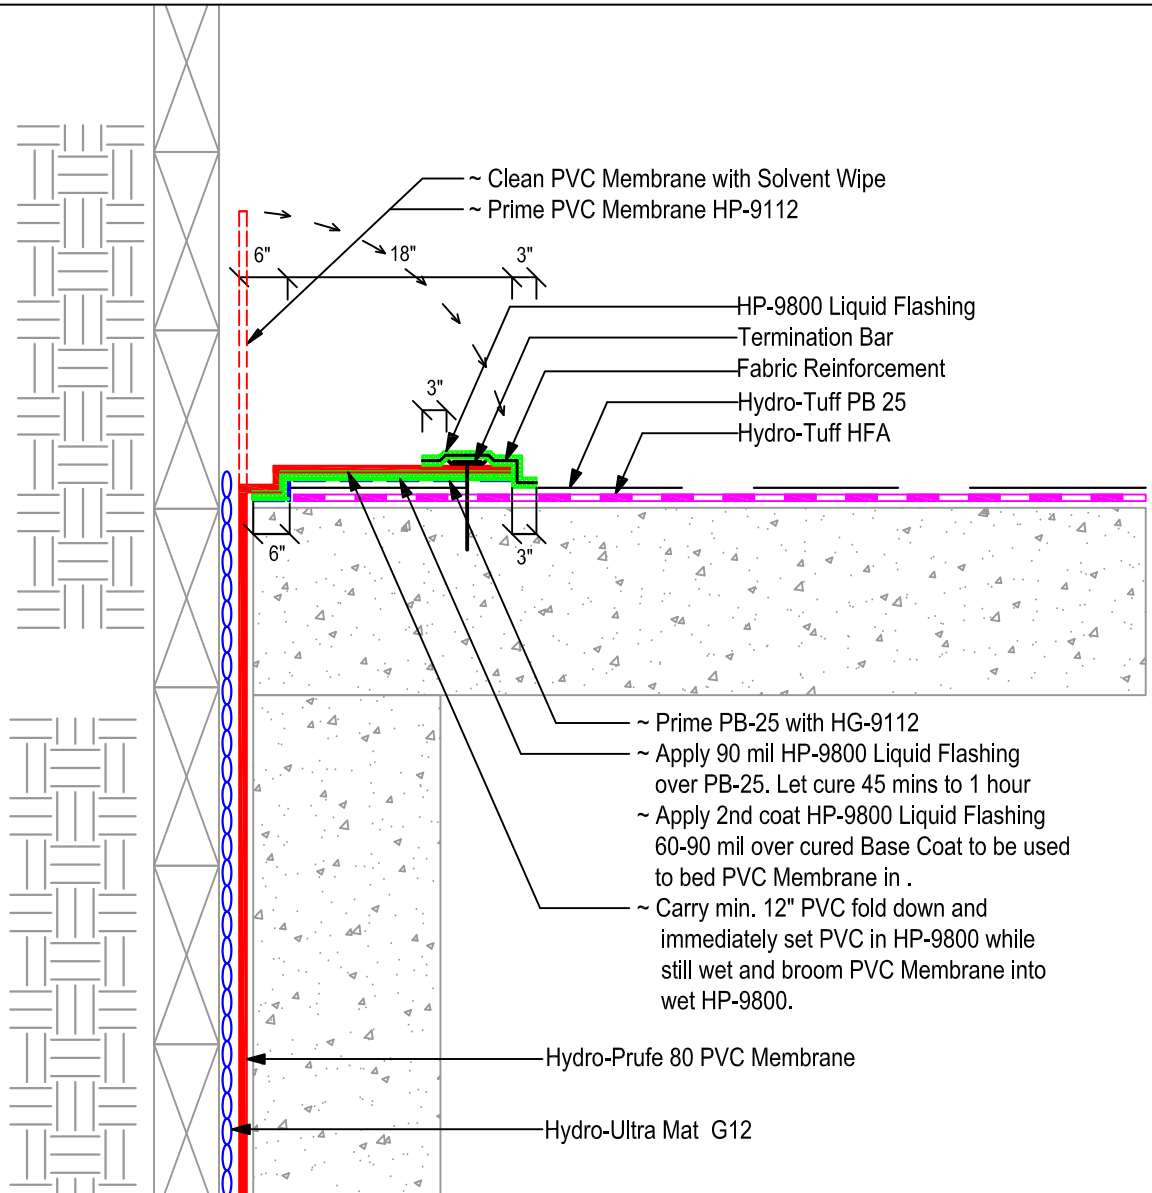 ~ Clean PVC Membrane with Solvent Wipe
~ Prime PVC Membrane HP-9112
6" 18" 3"
HP-9800 Liquid Flashing
Termination Bar
Fabric Reinforcement
3"
Hydro-Tuff PB 25
Hydro-Tuff HFA
6" 3"
~ Prime PB-25 with HG-9112
~ Apply 90 mil HP-9800 Liquid Flashing
over PB-25. Let cure 45 mins to 1 hour
~ Apply 2nd coat HP-9800 Liquid Flashing
60-90 mil over cured Base Coat to be used
to bed PVC Membrane in .
~ Carry min. 12" PVC fold down and
immediately set PVC in HP-9800 while
still wet and broom PVC Membrane into
wet HP-9800.
Hydro-Prufe 80 PVC Membrane
Hydro-Ultra Mat G12